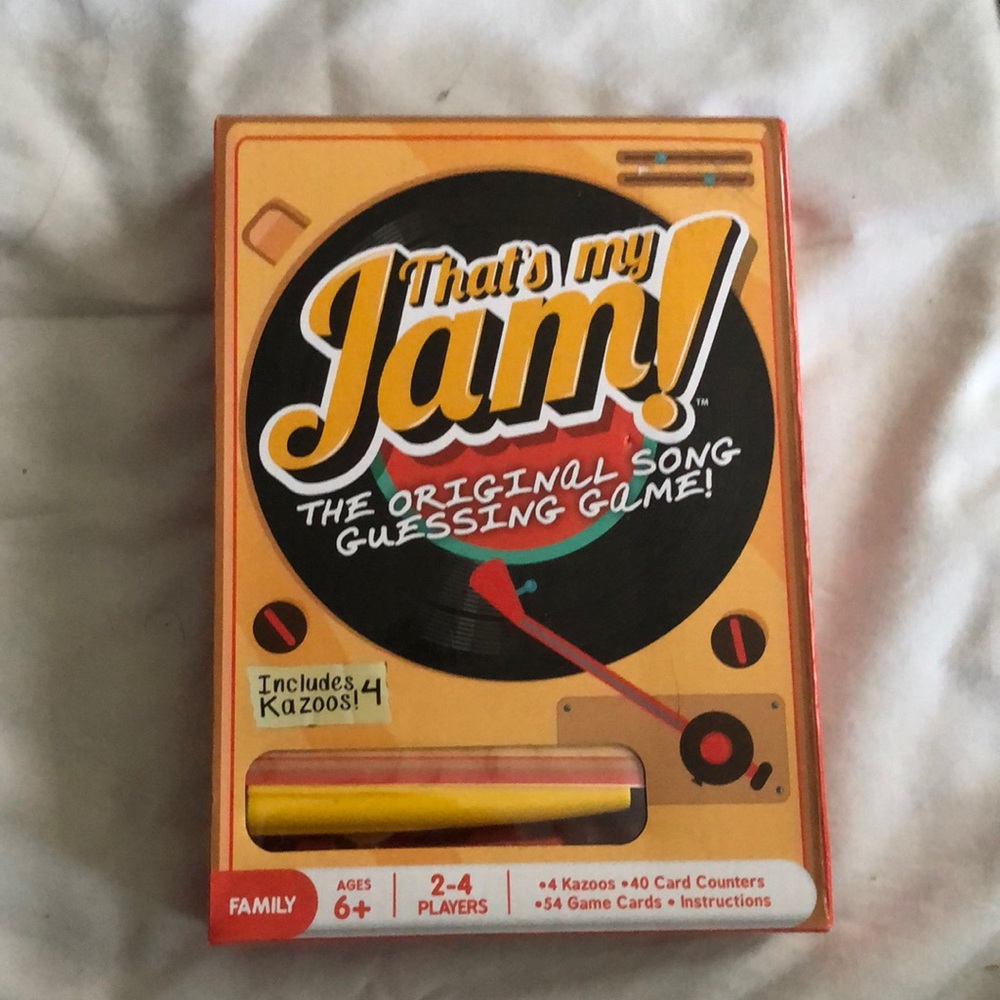 That's my
Jam!™
THE ORIGINAL SONG
GUESSING GAME!
Includes 4
Kazoos!
FAMILY
AGES
6+
2-4
PLAYERS
•4 Kazoos •40 Card Counters
•54 Game Cards • Instructions